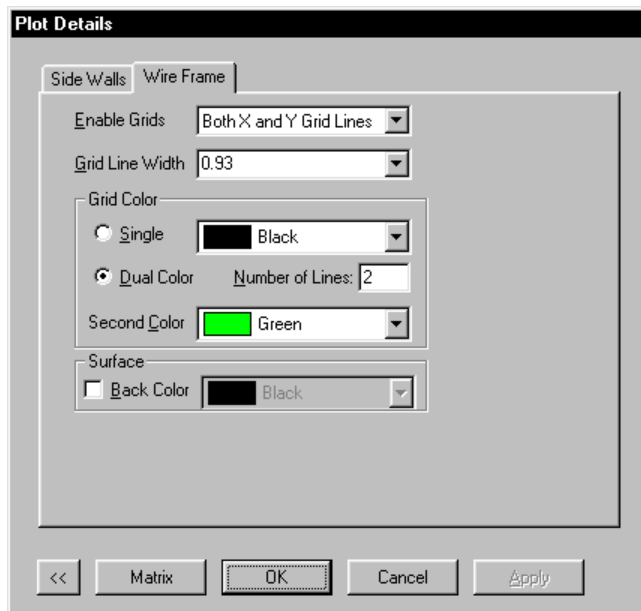 Plot Details
Side Walls Wire Frame
Enable Grids Both X and Y Grid Lines
Grid Line Width 0.93
Grid Color
Single Black
Dual Color Number of Lines: 2
Second Color Green
Surface
Back Color Black
<< Matrix OK Cancel Apply